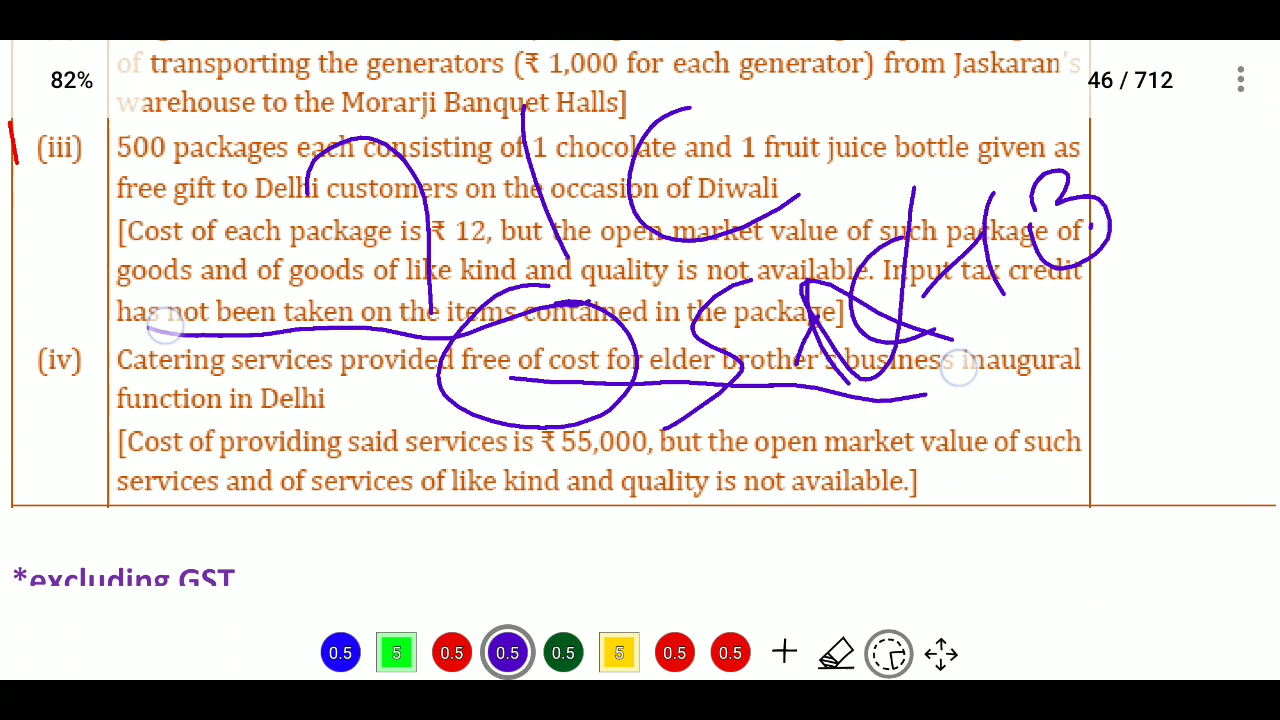 82%
46 / 712
of transporting the generators (₹ 1,000 for each generator) from Jaskaran's
warehouse to the Morarji Banquet Halls]
(iii) 500 packages each consisting of 1 chocolate and 1 fruit juice bottle given as
free gift to Delhi customers on the occasion of Diwali
[Cost of each package is ₹ 12, but the open market value of such package of
goods and of goods of like kind and quality is not available. Input tax credit
has not been taken on the items contained in the package]
(iv) Catering services provided free of cost for elder brother's business inaugural
function in Delhi
[Cost of providing said services is ₹ 55,000, but the open market value of such
services and of services of like kind and quality is not available.]
*excluding GST
0.5 5 0.5 0.5 0.5 5 0.5 0.5